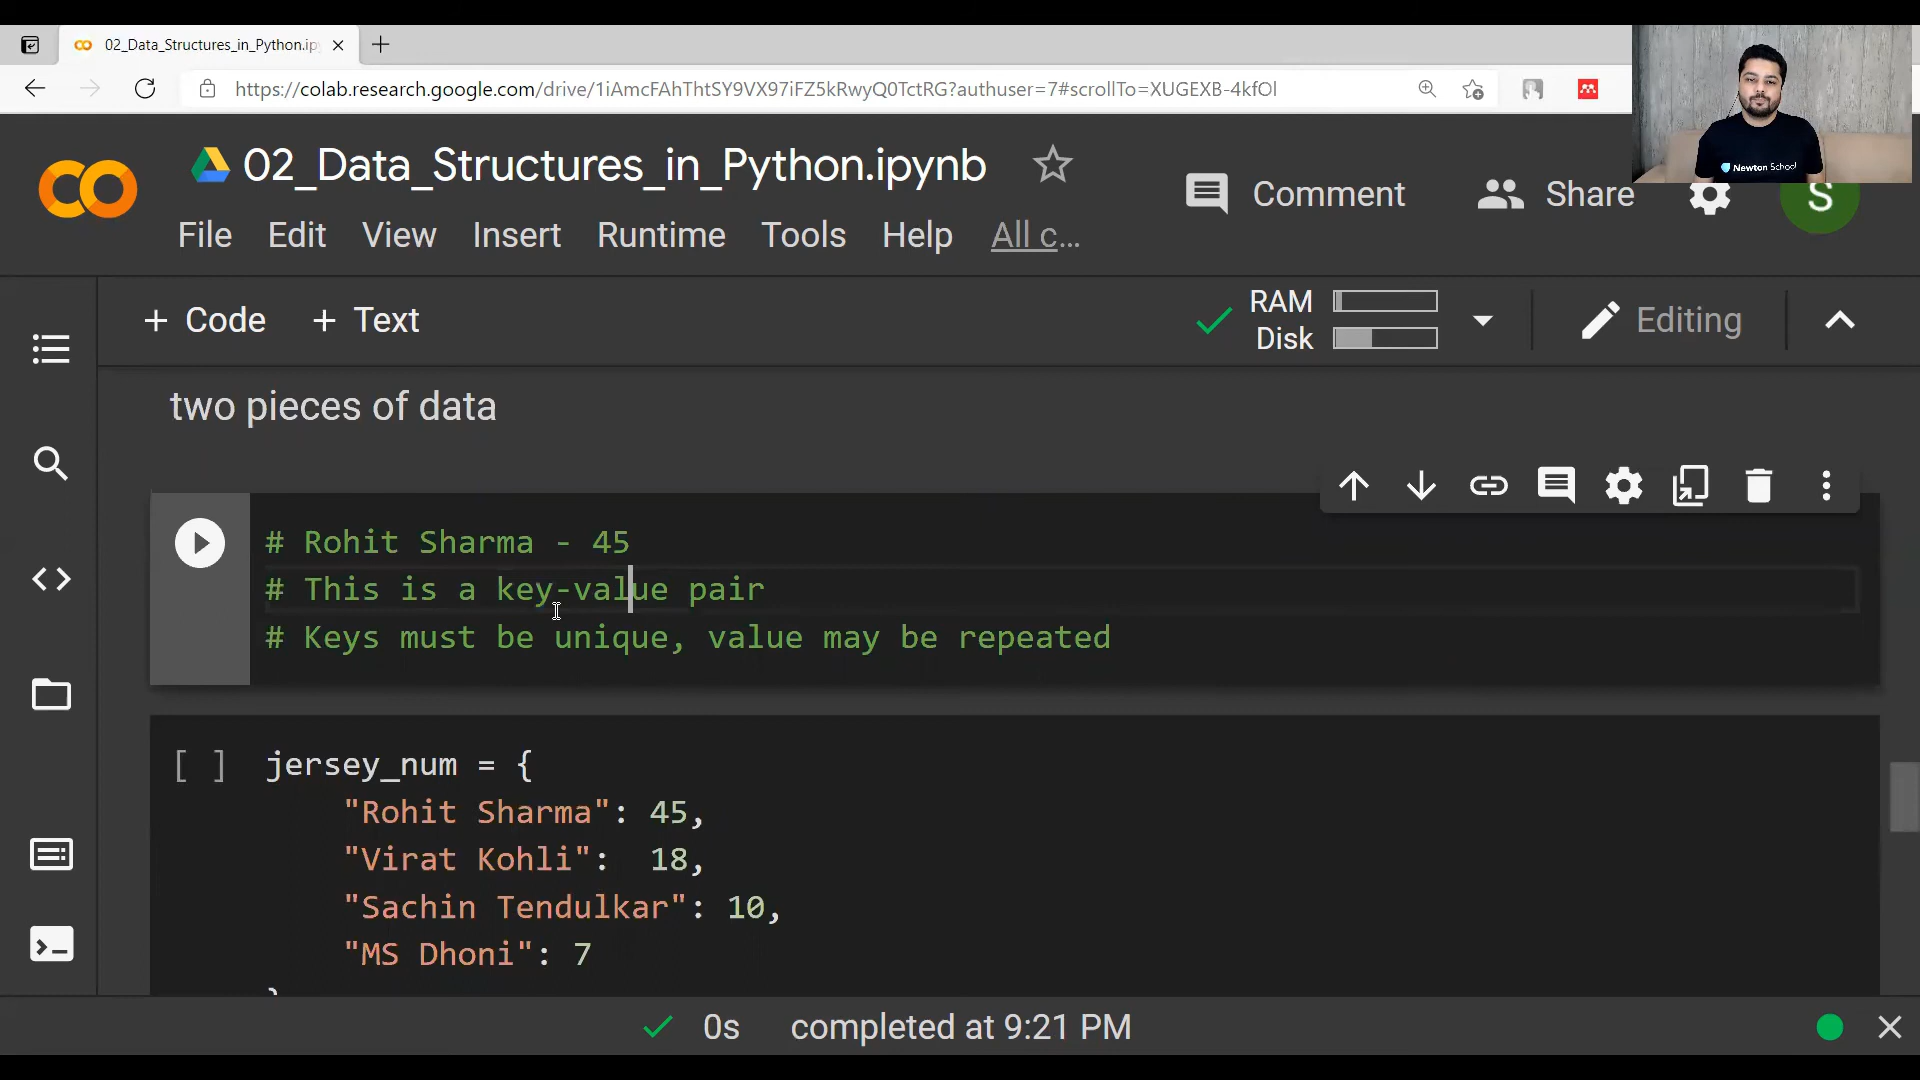 02_Data_Structures_in_Python.ip
https://colab.research.google.com/drive/1iAmcFAhThtSY9VX97iFZ5kRwyQ0TctRG?authuser=7#scrollTo=XUGEXB-4kfOl
Newton School
02_Data_Structures_in_Python.ipynb
Comment
Share
S
File Edit View Insert Runtime Tools Help All c...
+ Code + Text
RAM
Disk
Editing
two pieces of data
# Rohit Sharma - 45
# This is a key-value pair
# Keys must be unique, value may be repeated
[ ] jersey_num = {
"Rohit Sharma": 45,
"Virat Kohli":  18,
"Sachin Tendulkar": 10,
"MS Dhoni": 7
}
0s completed at 9:21 PM